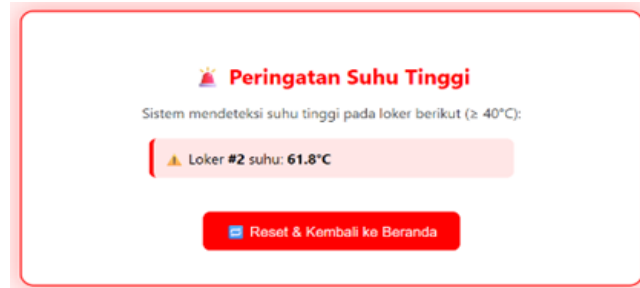 Peringatan Suhu Tinggi
Sistem mendeteksi suhu tinggi pada loker berikut (≥ 40°C):
Loker #2 suhu: 61.8°C
Reset & Kembali ke Beranda